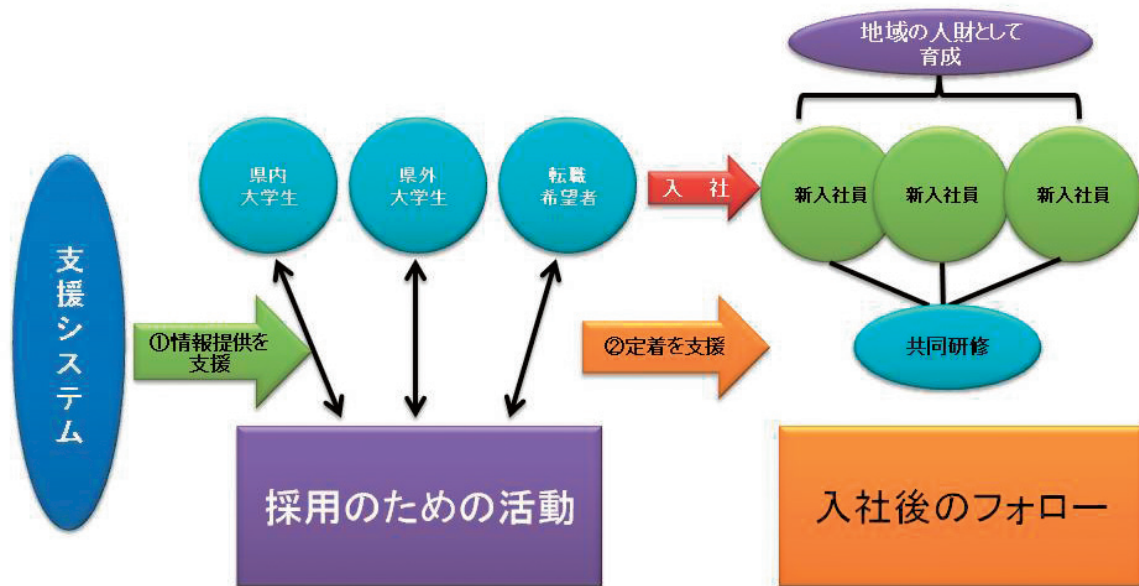 地域の人財として
育成
県内
大学生
県外
大学生
転職
希望者
入 社
新入社員
新入社員
新入社員
支援システム
①情報提供を
支援
②定着を支援
共同研修
採用のための活動
入社後のフォロー